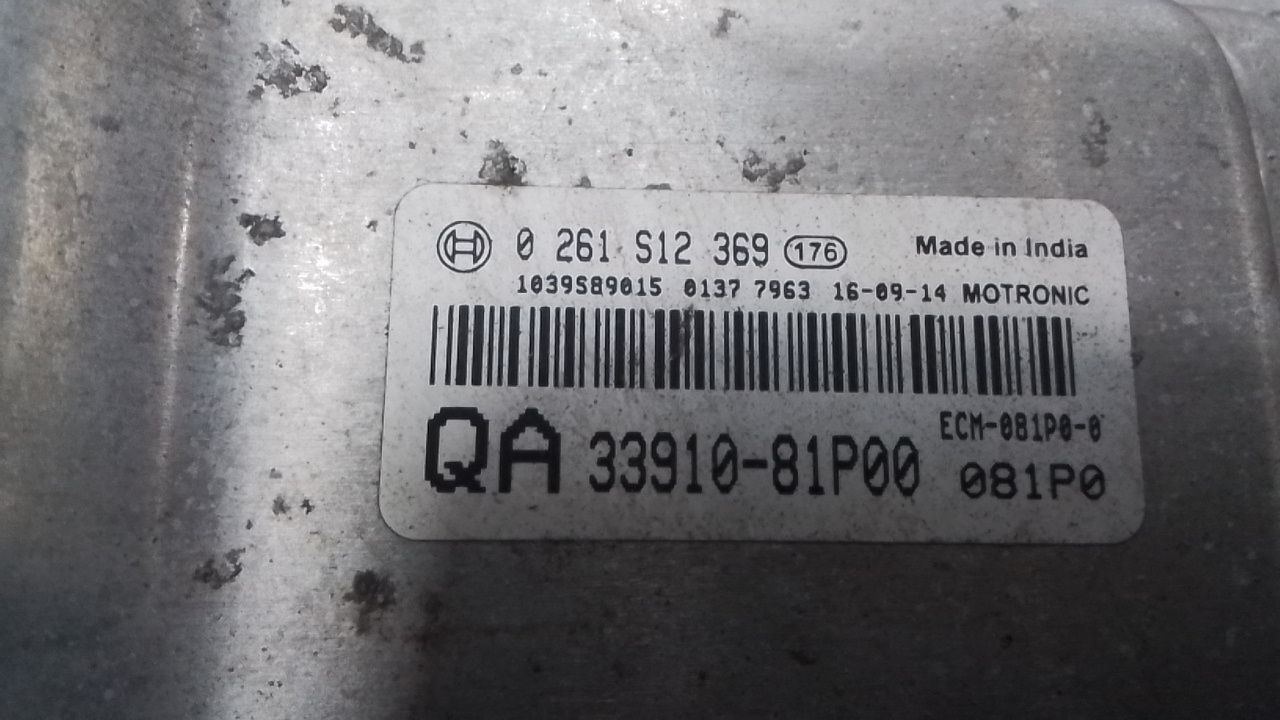 0 261 S12 369 176 Made in India
1039S89015 0137 7963 16-09-14 MOTRONIC
ECM-081P0-0
QA 33910-81P00 081P0